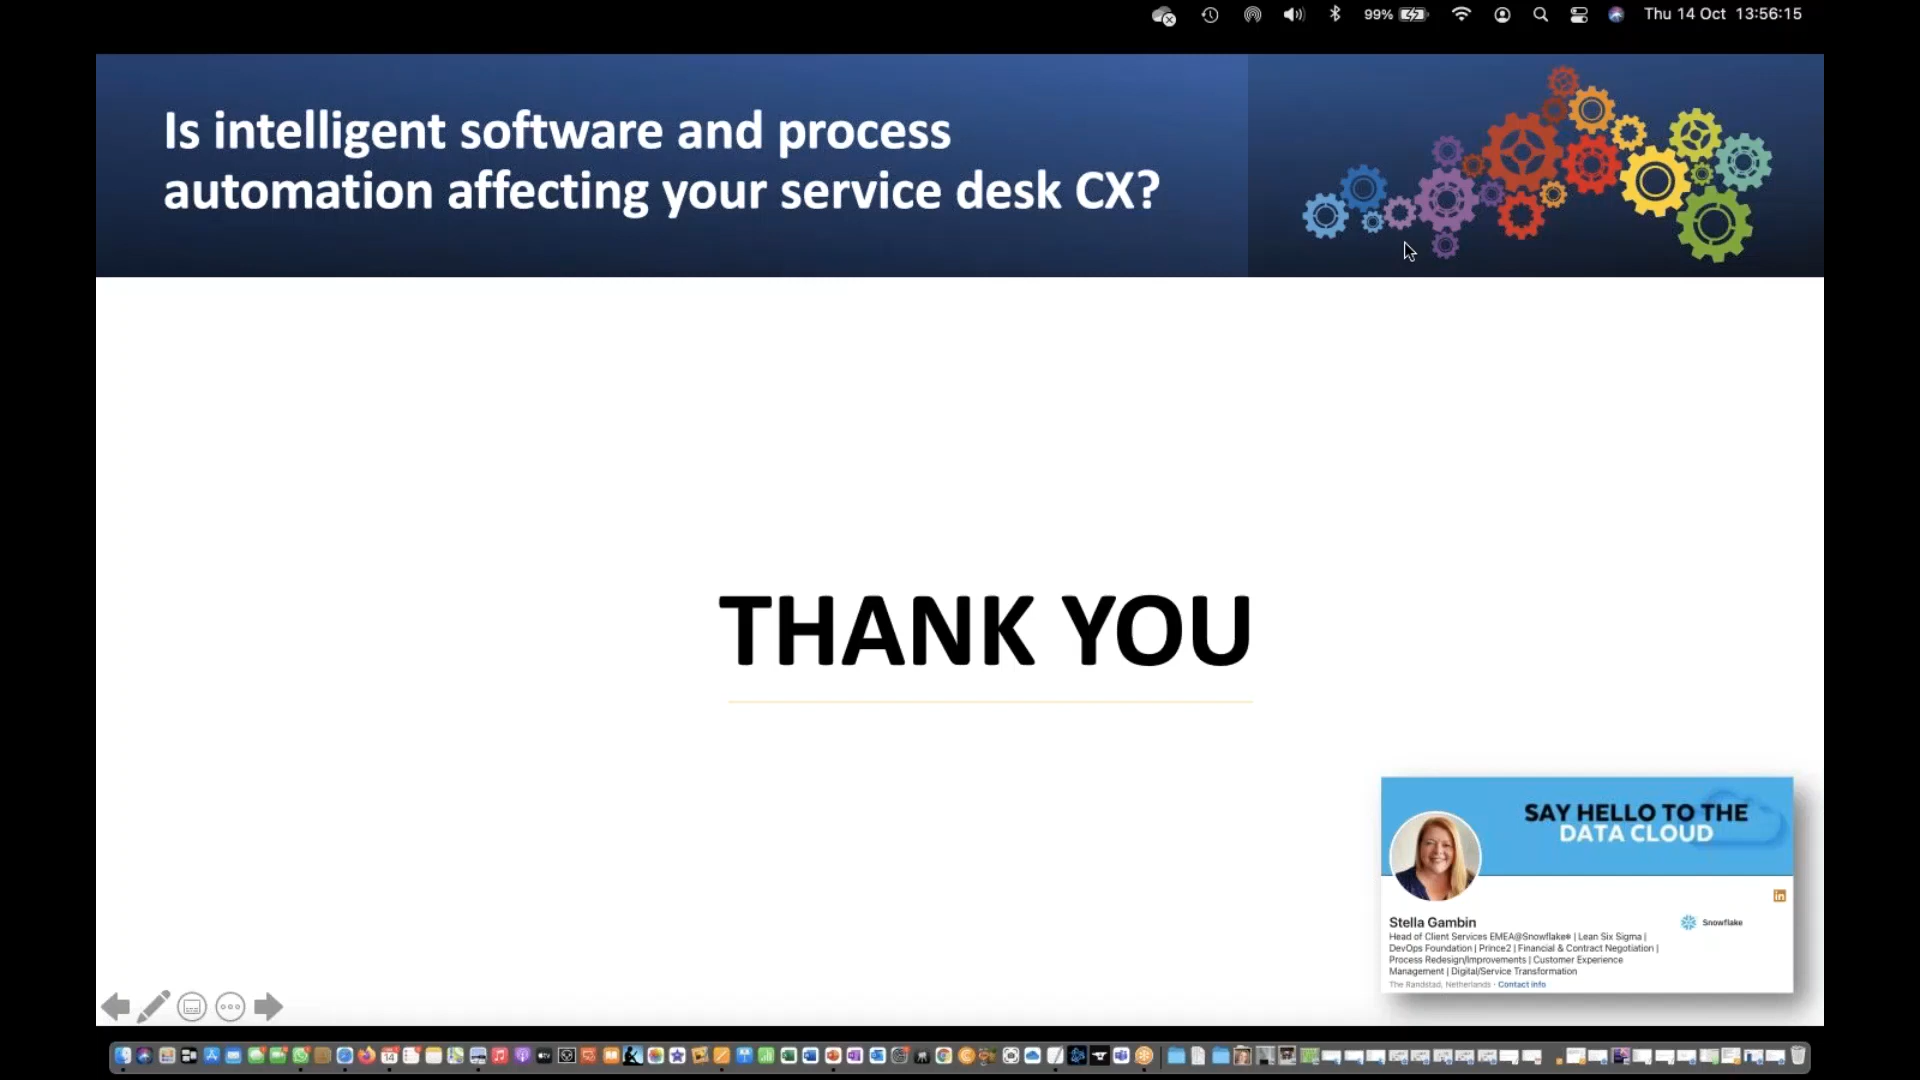 99%
Thu 14 Oct 13:56:15
Is intelligent software and process
automation affecting your service desk CX?
THANK YOU
SAY HELLO TO THE
DATA CLOUD
in
Stella Gambin
Snowflake
Head of Client Services EMEA@Snowflake® | Lean Six Sigma |
DevOps Foundation | Prince2 | Financial & Contract Negotiation |
Process Redesign/Improvements | Customer Experience
Management | Digital/Service Transformation
The Randstad, Netherlands · Contact info
14